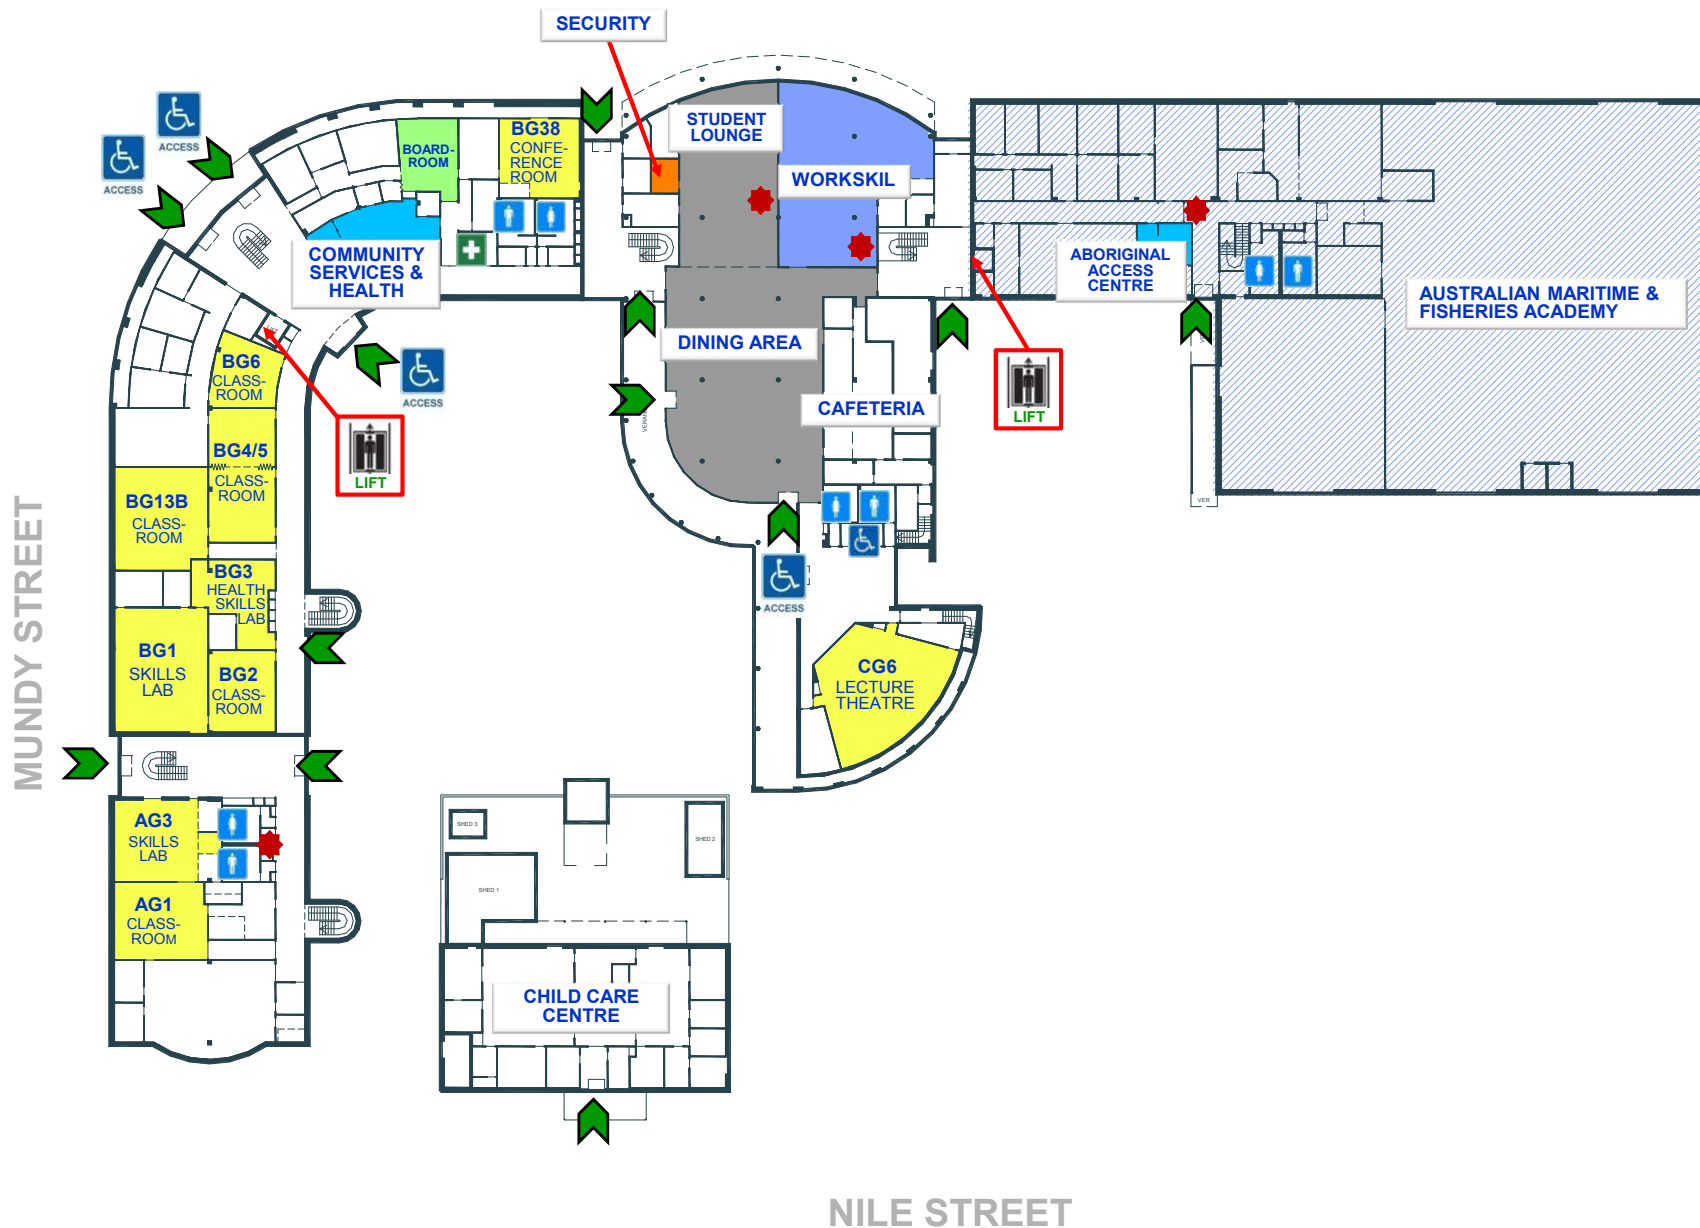 SECURITY
STUDENT
LOUNGE
WORKSKIL
BOARD-
ROOM
BG38
CONFE-
RENCE
ROOM
ACCESS
ACCESS
COMMUNITY
SERVICES &
HEALTH
ABORIGINAL
ACCESS
CENTRE
AUSTRALIAN MARITIME &
FISHERIES ACADEMY
DINING AREA
CAFETERIA
LIFT
ACCESS
LIFT
BG6
CLASS-
ROOM
BG4/5
CLASS-
ROOM
BG13B
CLASS-
ROOM
VER
BG3
HEALTH
SKILLS
LAB
ACCESS
BG1
SKILLS
LAB
BG2
CLASS-
ROOM
CG6
LECTURE
THEATRE
MUNDY STREET
AG3
SKILLS
LAB
AG1
CLASS-
ROOM
SHED 3
SHED 2
SHED 1
CHILD CARE
CENTRE
NILE STREET